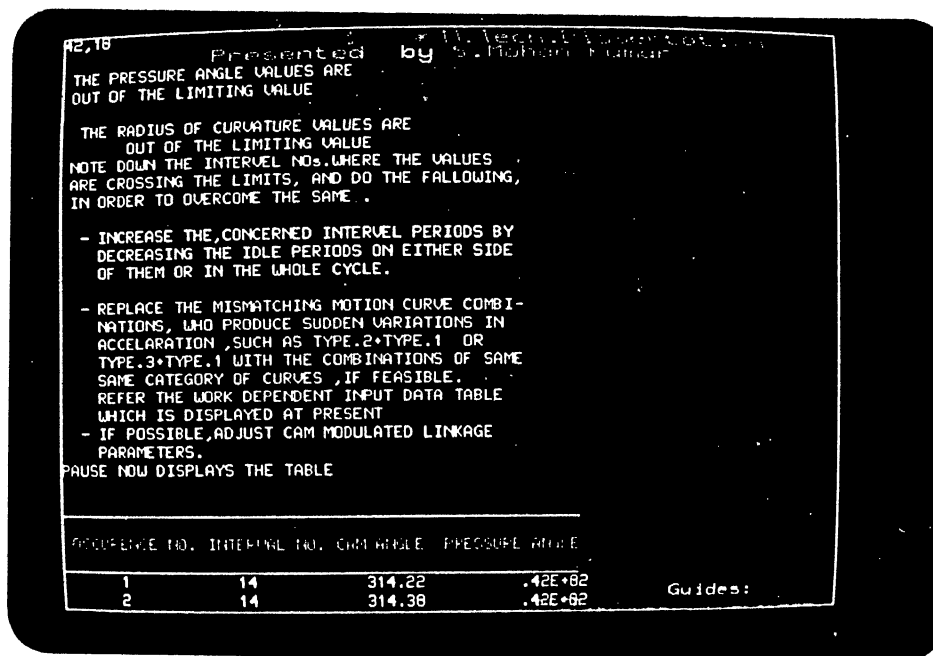 42,18
* M.Tech.Dissertation
Presented by S.Mohan Kumar
THE PRESSURE ANGLE VALUES ARE
OUT OF THE LIMITING VALUE
THE RADIUS OF CURVATURE VALUES ARE
OUT OF THE LIMITING VALUE
NOTE DOWN THE INTERVEL NOs.WHERE THE VALUES
ARE CROSSING THE LIMITS, AND DO THE FALLOWING,
IN ORDER TO OVERCOME THE SAME .
- INCREASE THE,CONCERNED INTERVEL PERIODS BY
DECREASING THE IDLE PERIODS ON EITHER SIDE
OF THEM OR IN THE WHOLE CYCLE.
- REPLACE THE MISMATCHING MOTION CURVE COMBI-
NATIONS, WHO PRODUCE SUDDEN VARIATIONS IN
ACCELARATION ,SUCH AS TYPE.2+TYPE.1 OR
TYPE.3+TYPE.1 WITH THE COMBINATIONS OF SAME
SAME CATEGORY OF CURVES ,IF FEASIBLE.
REFER THE WORK DEPENDENT INPUT DATA TABLE
WHICH IS DISPLAYED AT PRESENT
- IF POSSIBLE,ADJUST CAM MODULATED LINKAGE
PARAMETERS.
PAUSE NOW DISPLAYS THE TABLE
OCCURENCE NO. INTERVAL NO. CAM ANGLE PRESSURE ANGLE
1 14 314.22 .42E+02
2 14 314.38 .42E+02
Guides: